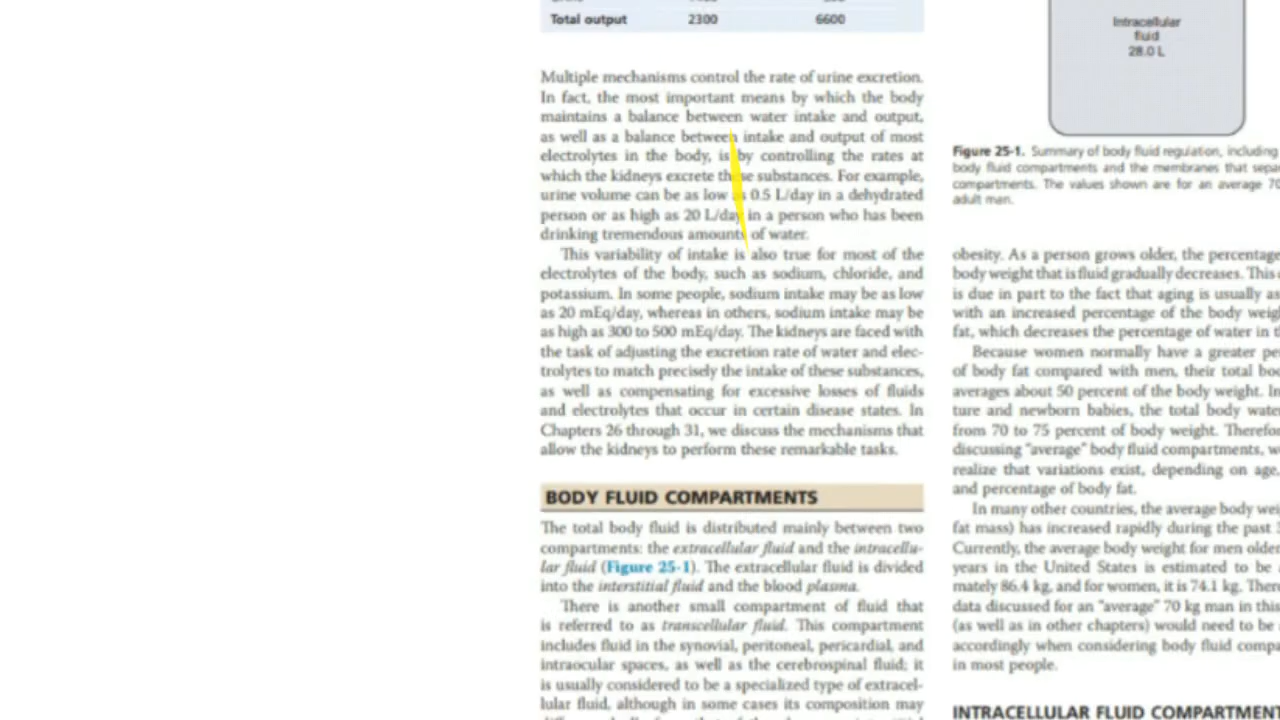 Total output 2300 6600
Multiple mechanisms control the rate of urine excretion.
In fact, the most important means by which the body
maintains a balance between water intake and output,
as well as a balance between intake and output of most
electrolytes in the body, is by controlling the rates at
which the kidneys excrete these substances. For example,
urine volume can be as low as 0.5 L/day in a dehydrated
person or as high as 20 L/day in a person who has been
drinking tremendous amounts of water.
This variability of intake is also true for most of the
electrolytes of the body, such as sodium, chloride, and
potassium. In some people, sodium intake may be as low
as 20 mEq/day, whereas in others, sodium intake may be
as high as 300 to 500 mEq/day. The kidneys are faced with
the task of adjusting the excretion rate of water and elec-
trolytes to match precisely the intake of these substances,
as well as compensating for excessive losses of fluids
and electrolytes that occur in certain disease states. In
Chapters 26 through 31, we discuss the mechanisms that
allow the kidneys to perform these remarkable tasks.
BODY FLUID COMPARTMENTS
The total body fluid is distributed mainly between two
compartments: the extracellular fluid and the intracellu-
lar fluid (Figure 25-1). The extracellular fluid is divided
into the interstitial fluid and the blood plasma.
There is another small compartment of fluid that
is referred to as transcellular fluid. This compartment
includes fluid in the synovial, peritoneal, pericardial, and
intraocular spaces, as well as the cerebrospinal fluid; it
is usually considered to be a specialized type of extracel-
lular fluid, although in some cases its composition may
Intracellular
fluid
28.0 L
Figure 25-1. Summary of body fluid regulation, including
body fluid compartments and the membranes that sepa
compartments. The values shown are for an average 70
adult man.
obesity. As a person grows older, the percentage
body weight that is fluid gradually decreases. This
is due in part to the fact that aging is usually as
with an increased percentage of the body weig
fat, which decreases the percentage of water in t
Because women normally have a greater pe
of body fat compared with men, their total bo
averages about 50 percent of the body weight. In
ture and newborn babies, the total body wate
from 70 to 75 percent of body weight. Therefor
discussing "average" body fluid compartments, w
realize that variations exist, depending on age,
and percentage of body fat.
In many other countries, the average body wei
fat mass) has increased rapidly during the past
Currently, the average body weight for men older
years in the United States is estimated to be
mately 86.4 kg, and for women, it is 74.1 kg. Ther
data discussed for an "average" 70 kg man in this
(as well as in other chapters) would need to be
accordingly when considering body fluid compa
in most people.
INTRACELLULAR FLUID COMPARTMENT